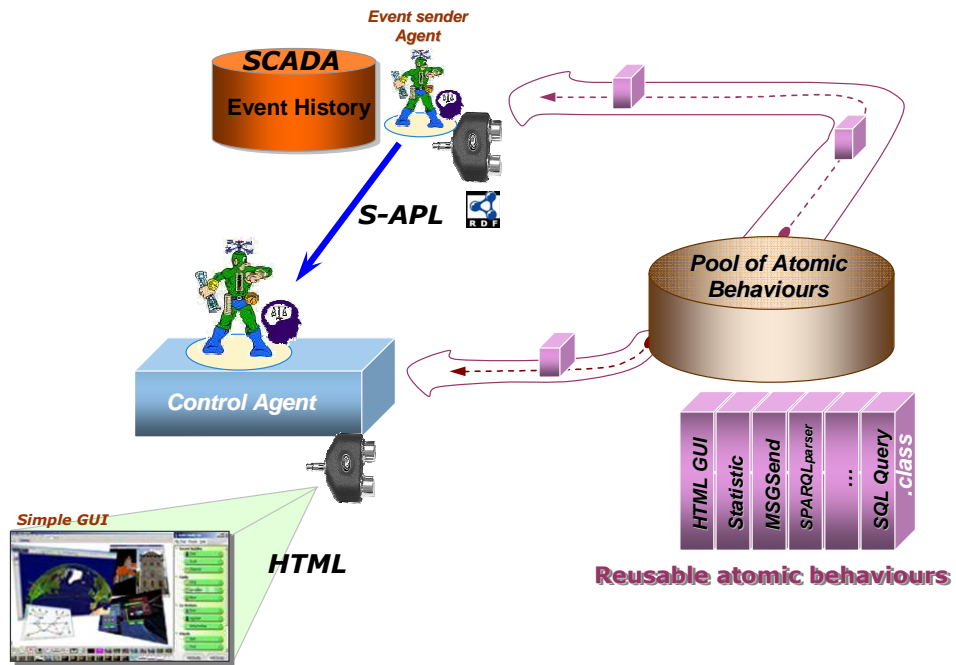 Event sender
Agent
SCADA
Event History
S-APL
RDF
Pool of Atomic
Behaviours
Control Agent
HTML GUI
Statistic
MSGSend
SPARQLparser
...
SQL Query
.class
Simple GUI
HTML
Reusable atomic behaviours